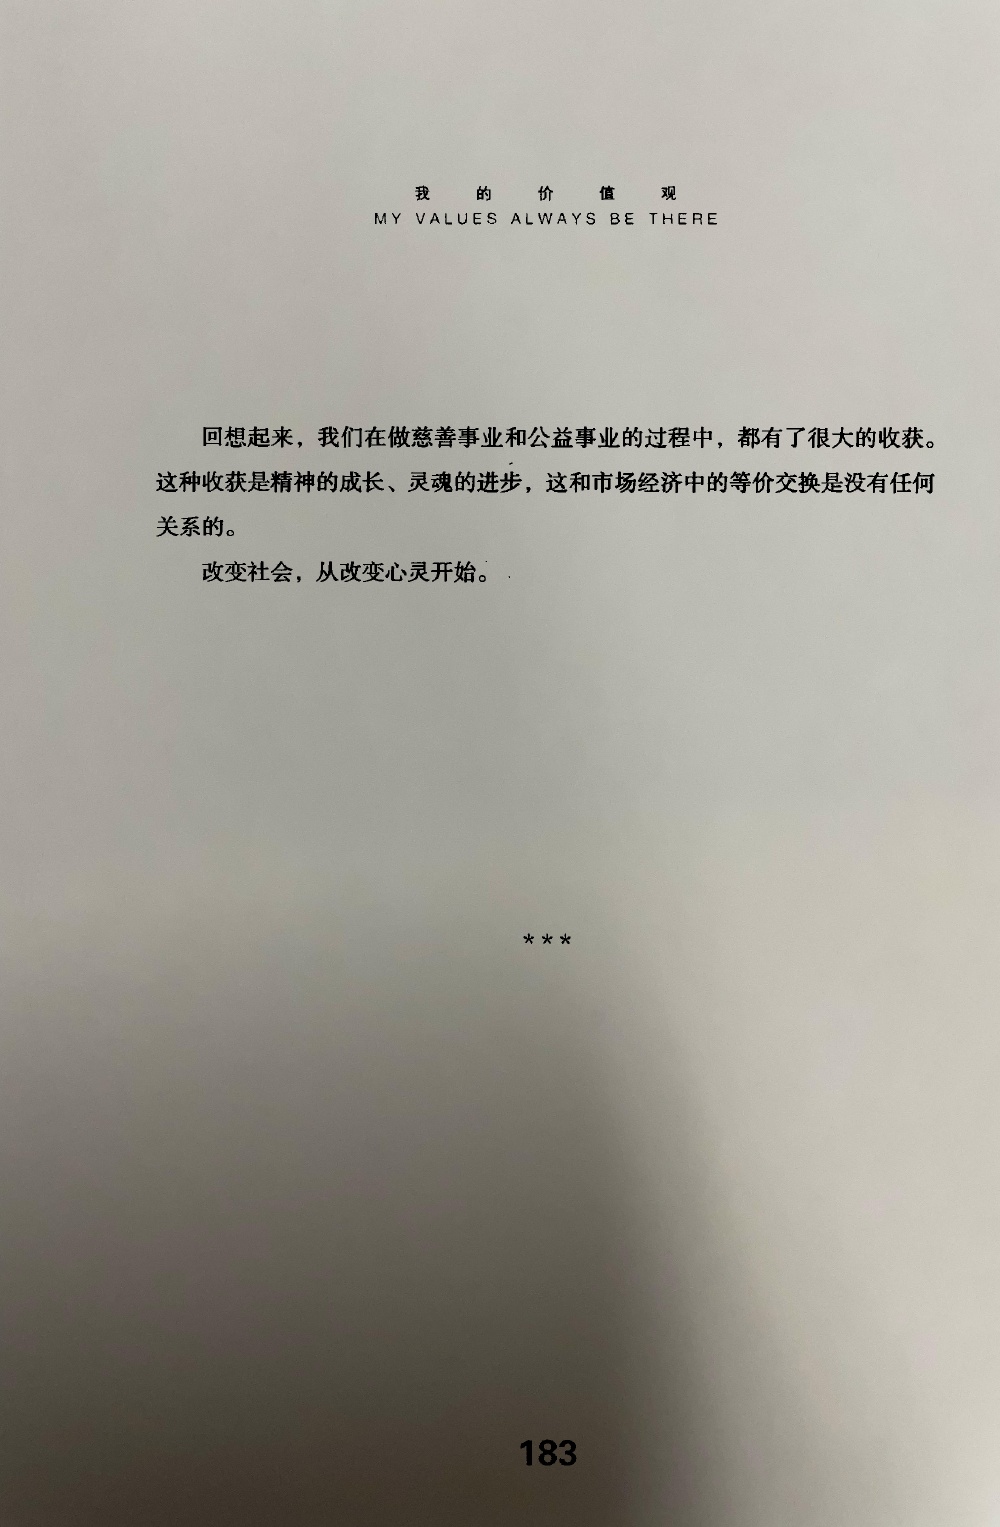 我的价值观
MY VALUES ALWAYS BE THERE
回想起来，我们在做慈善事业和公益事业的过程中，都有了很大的收获。
这种收获是精神的成长、灵魂的进步，这和市场经济中的等价交换是没有任何
关系的。
改变社会，从改变心灵开始。
***
183